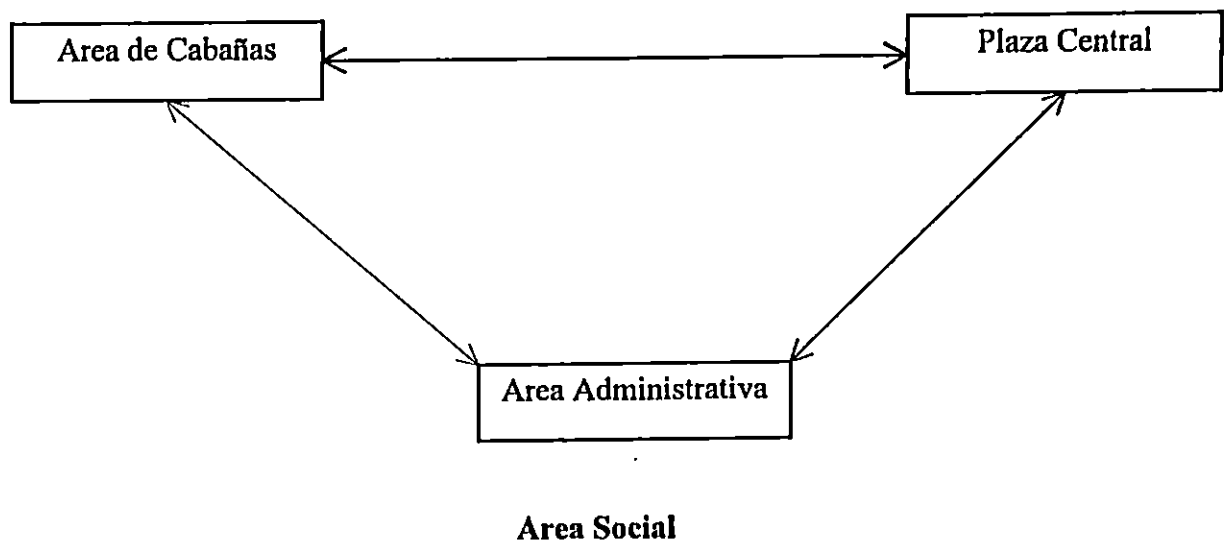 Area de Cabañas
Plaza Central
Area Administrativa
Area Social